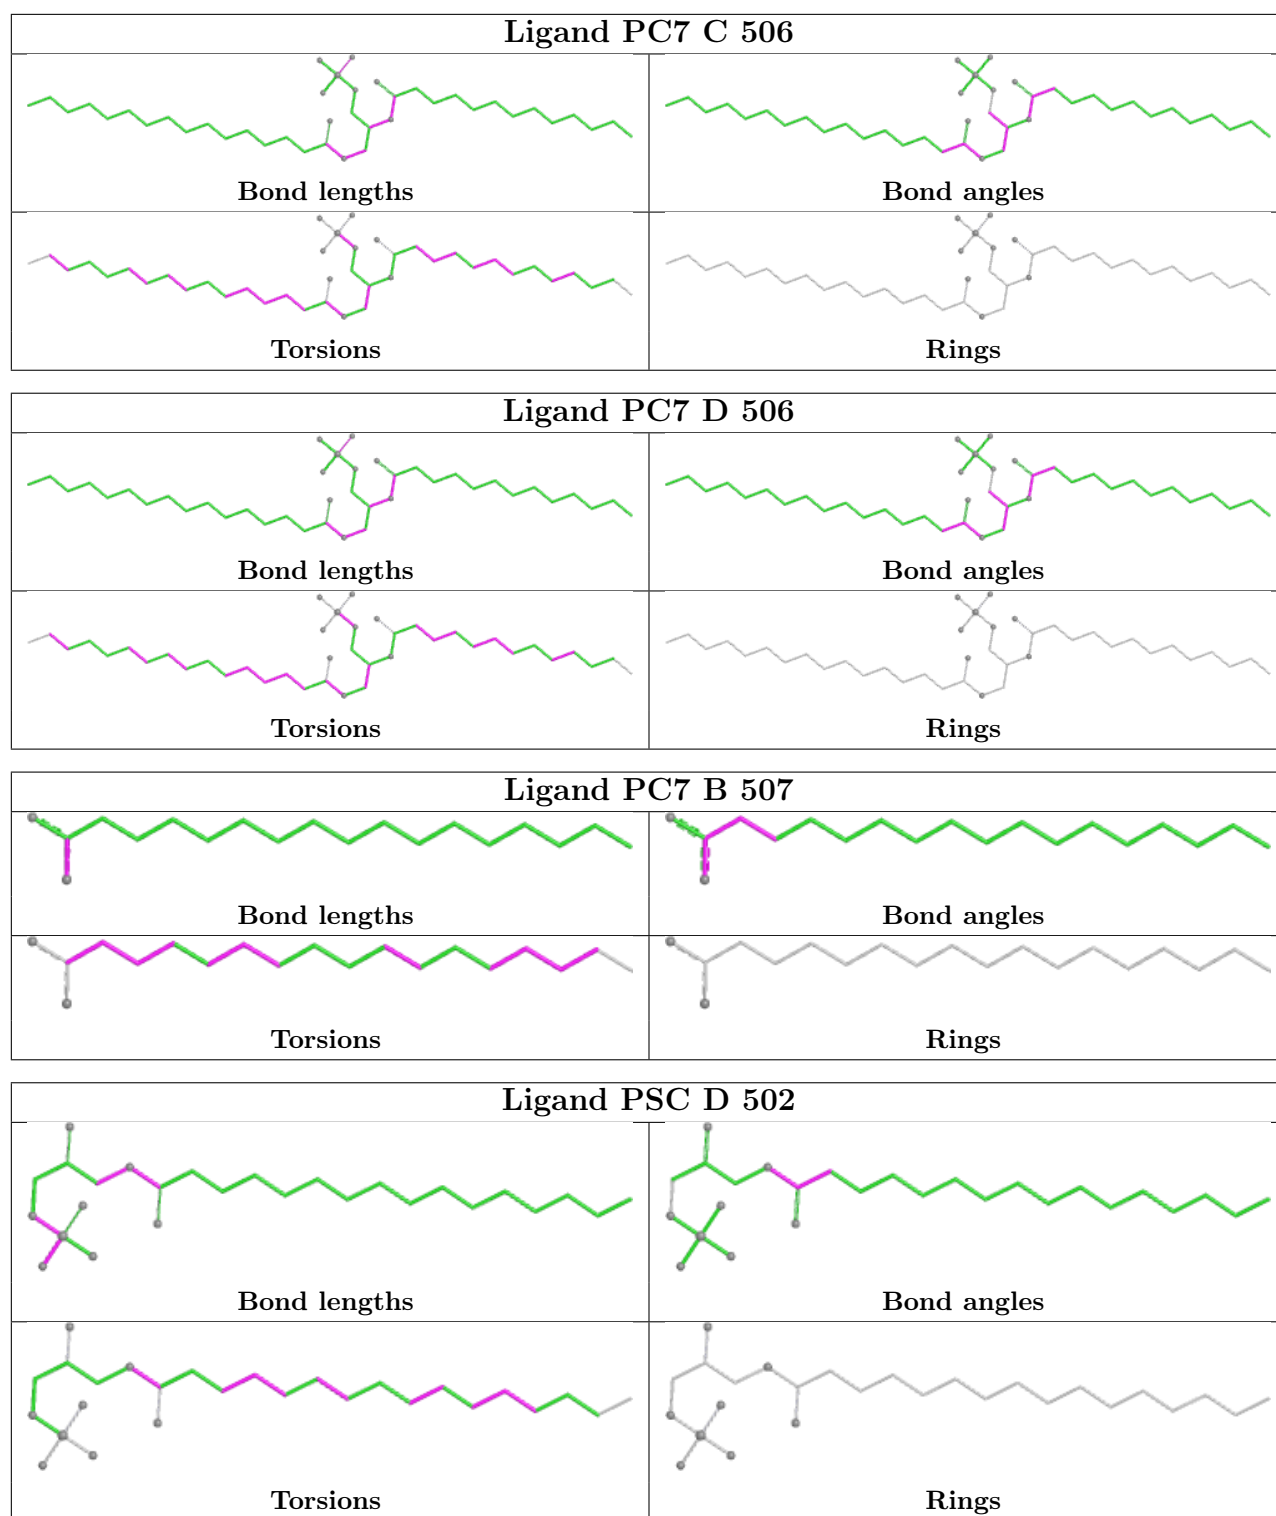 Ligand PC7 C 506
Bond lengths
Bond angles
Torsions
Rings
Ligand PC7 D 506
Bond lengths
Bond angles
Torsions
Rings
Ligand PC7 B 507
Bond lengths
Bond angles
Torsions
Rings
Ligand PSC D 502
Bond lengths
Bond angles
Torsions
Rings